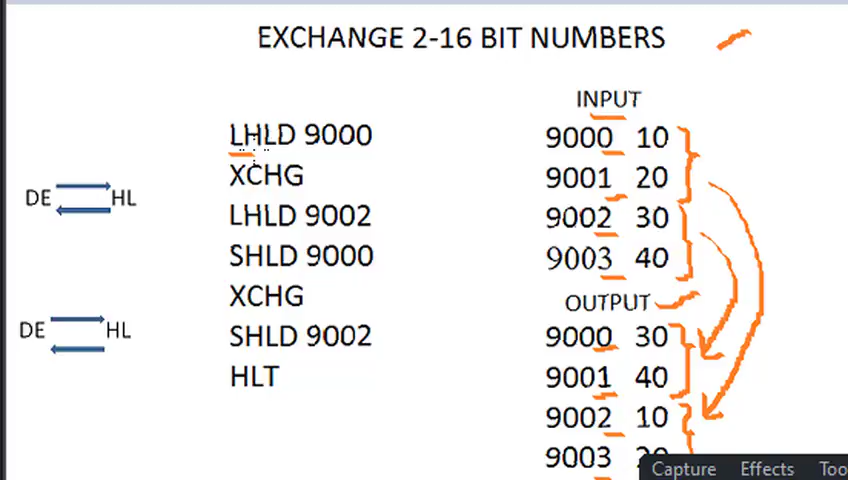 EXCHANGE 2-16 BIT NUMBERS
LHLD 9000
XCHG
LHLD 9002
SHLD 9000
XCHG
SHLD 9002
HLT
DE HL
DE HL
INPUT
9000 10
9001 20
9002 30
9003 40
OUTPUT
9000 30
9001 40
9002 10
9003 20
Capture Effects Too